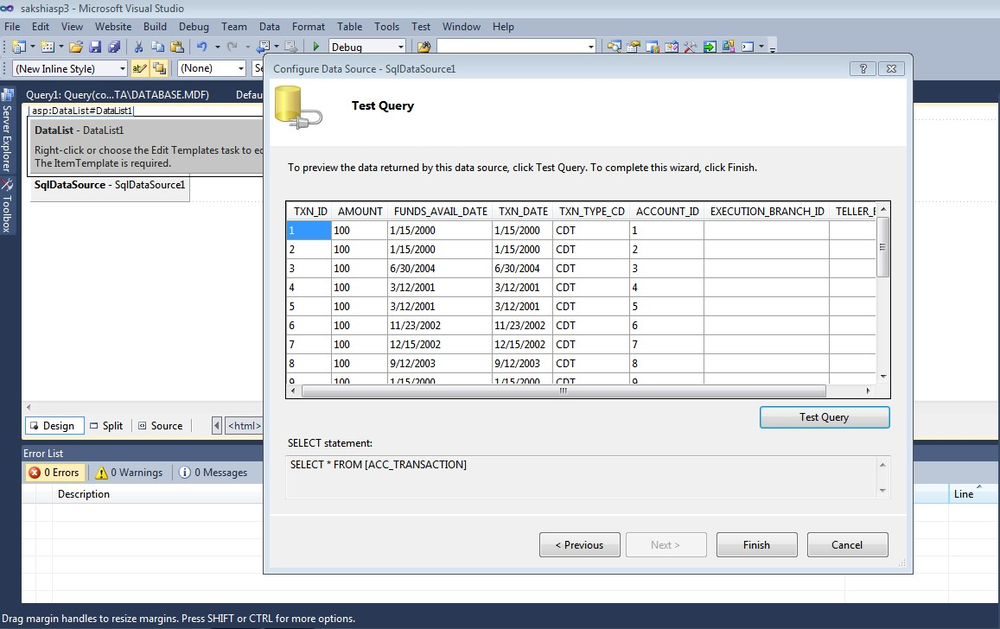 sakshiasp3 - Microsoft Visual Studio
File Edit View Website Build Debug Team Data Format Table Tools Test Window Help
Debug
(New Inline Style) (None)
Query1: Query(co...TA\DATABASE.MDF)
asp:DataList#DataList1
DataList - DataList1
Right-click or choose the Edit Templates task to
The ItemTemplate is required.
SqlDataSource - SqlDataSource1
Server Explorer
Toolbox
Configure Data Source - SqlDataSource1
Test Query
To preview the data returned by this data source, click Test Query. To complete this wizard, click Finish.
TXN_ID AMOUNT FUNDS_AVAIL_DATE TXN_DATE TXN_TYPE_CD ACCOUNT_ID EXECUTION_BRANCH_ID TELLER_E
1 100 1/15/2000 1/15/2000 CDT 1
2 100 1/15/2000 1/15/2000 CDT 2
3 100 6/30/2004 6/30/2004 CDT 3
4 100 3/12/2001 3/12/2001 CDT 4
5 100 3/12/2001 3/12/2001 CDT 5
6 100 11/23/2002 11/23/2002 CDT 6
7 100 12/15/2002 12/15/2002 CDT 7
8 100 9/12/2003 9/12/2003 CDT 8
9 100 1/15/2000 1/15/2000 CDT 9
Test Query
SELECT statement:
SELECT * FROM [ACC_TRANSACTION]
< Previous Next > Finish Cancel
Design Split Source <html>
Error List
0 Errors 0 Warnings 0 Messages
Description Line
Drag margin handles to resize margins. Press SHIFT or CTRL for more options.